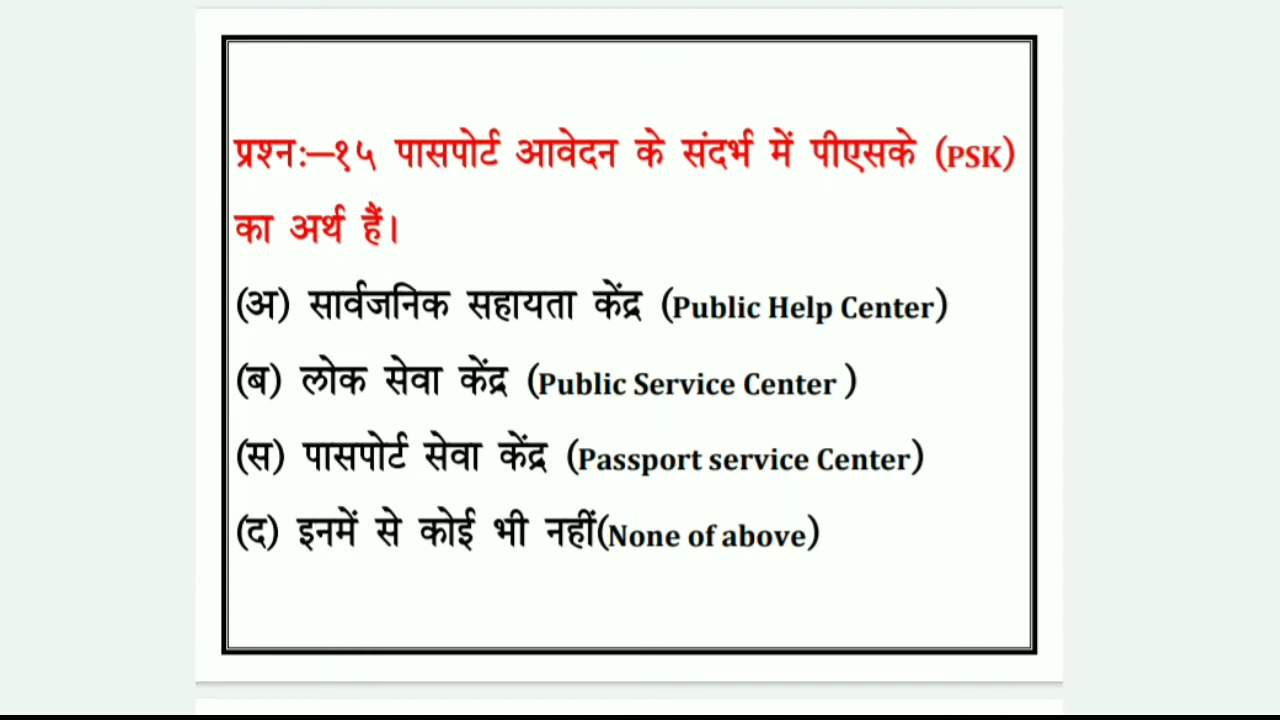 प्रश्नः–१५ पासपोर्ट आवेदन के संदर्भ में पीएसके (PSK)
का अर्थ हैं।
(अ) सार्वजनिक सहायता केंद्र (Public Help Center)
(ब) लोक सेवा केंद्र (Public Service Center )
(स) पासपोर्ट सेवा केंद्र (Passport service Center)
(द) इनमें से कोई भी नहीं(None of above)